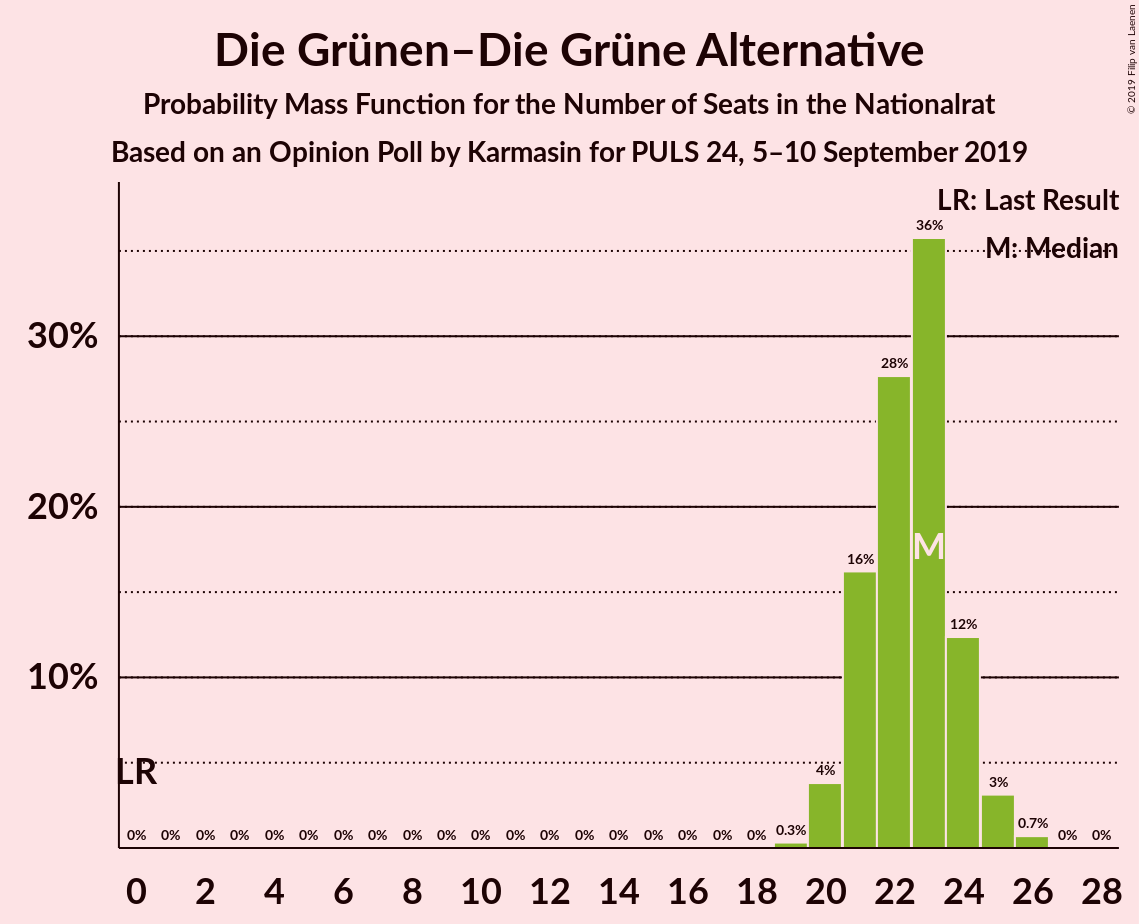 Die Grünen–Die Grüne Alternative
Probability Mass Function for the Number of Seats in the Nationalrat
Based on an Opinion Poll by Karmasin for PULS 24, 5–10 September 2019
© 2019 Filip van Laenen
LR: Last Result
M: Median
36%
30%
28%
20%
16%
M
12%
10%
LR
4%
3%
0% 0% 0% 0% 0% 0% 0% 0% 0% 0% 0% 0% 0% 0% 0% 0% 0% 0% 0% 0.3% 0.7% 0% 0%
0 2 4 6 8 10 12 14 16 18 20 22 24 26 28